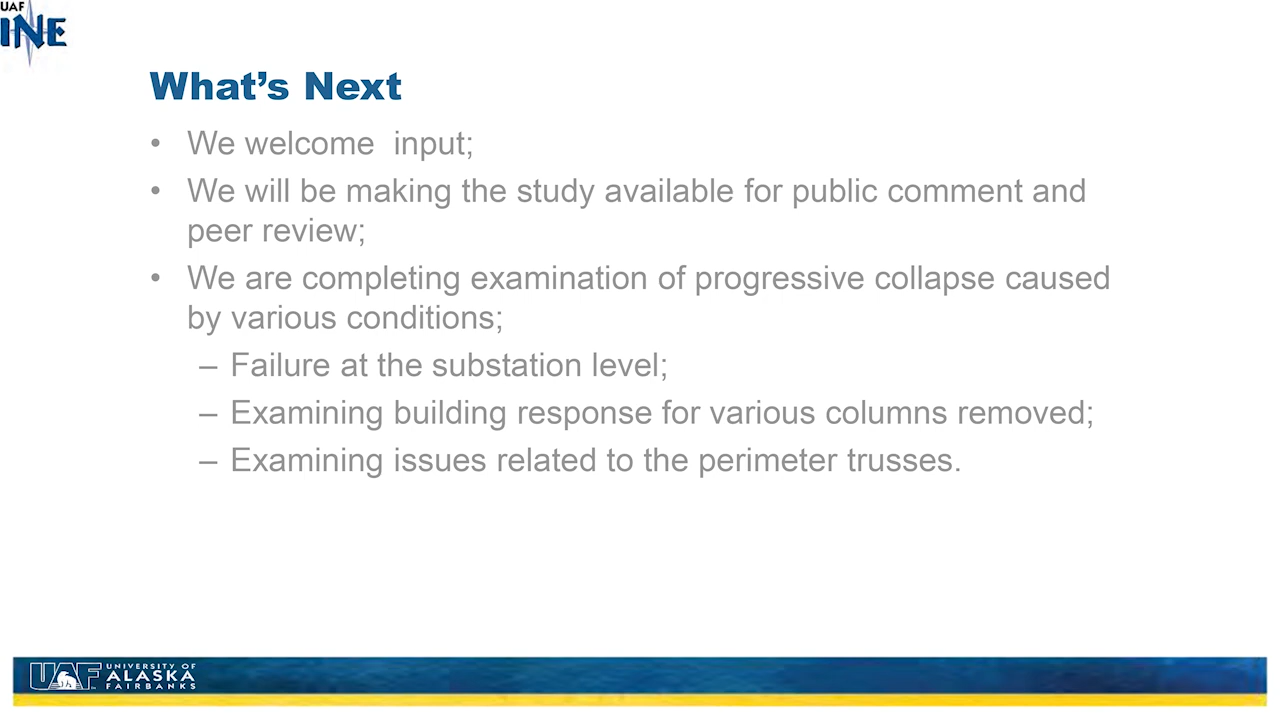 UAF
INE
What's Next
• We welcome  input;
• We will be making the study available for public comment and
peer review;
• We are completing examination of progressive collapse caused
by various conditions;
– Failure at the substation level;
– Examining building response for various columns removed;
– Examining issues related to the perimeter trusses.
UAF UNIVERSITY OF
ALASKA
FAIRBANKS